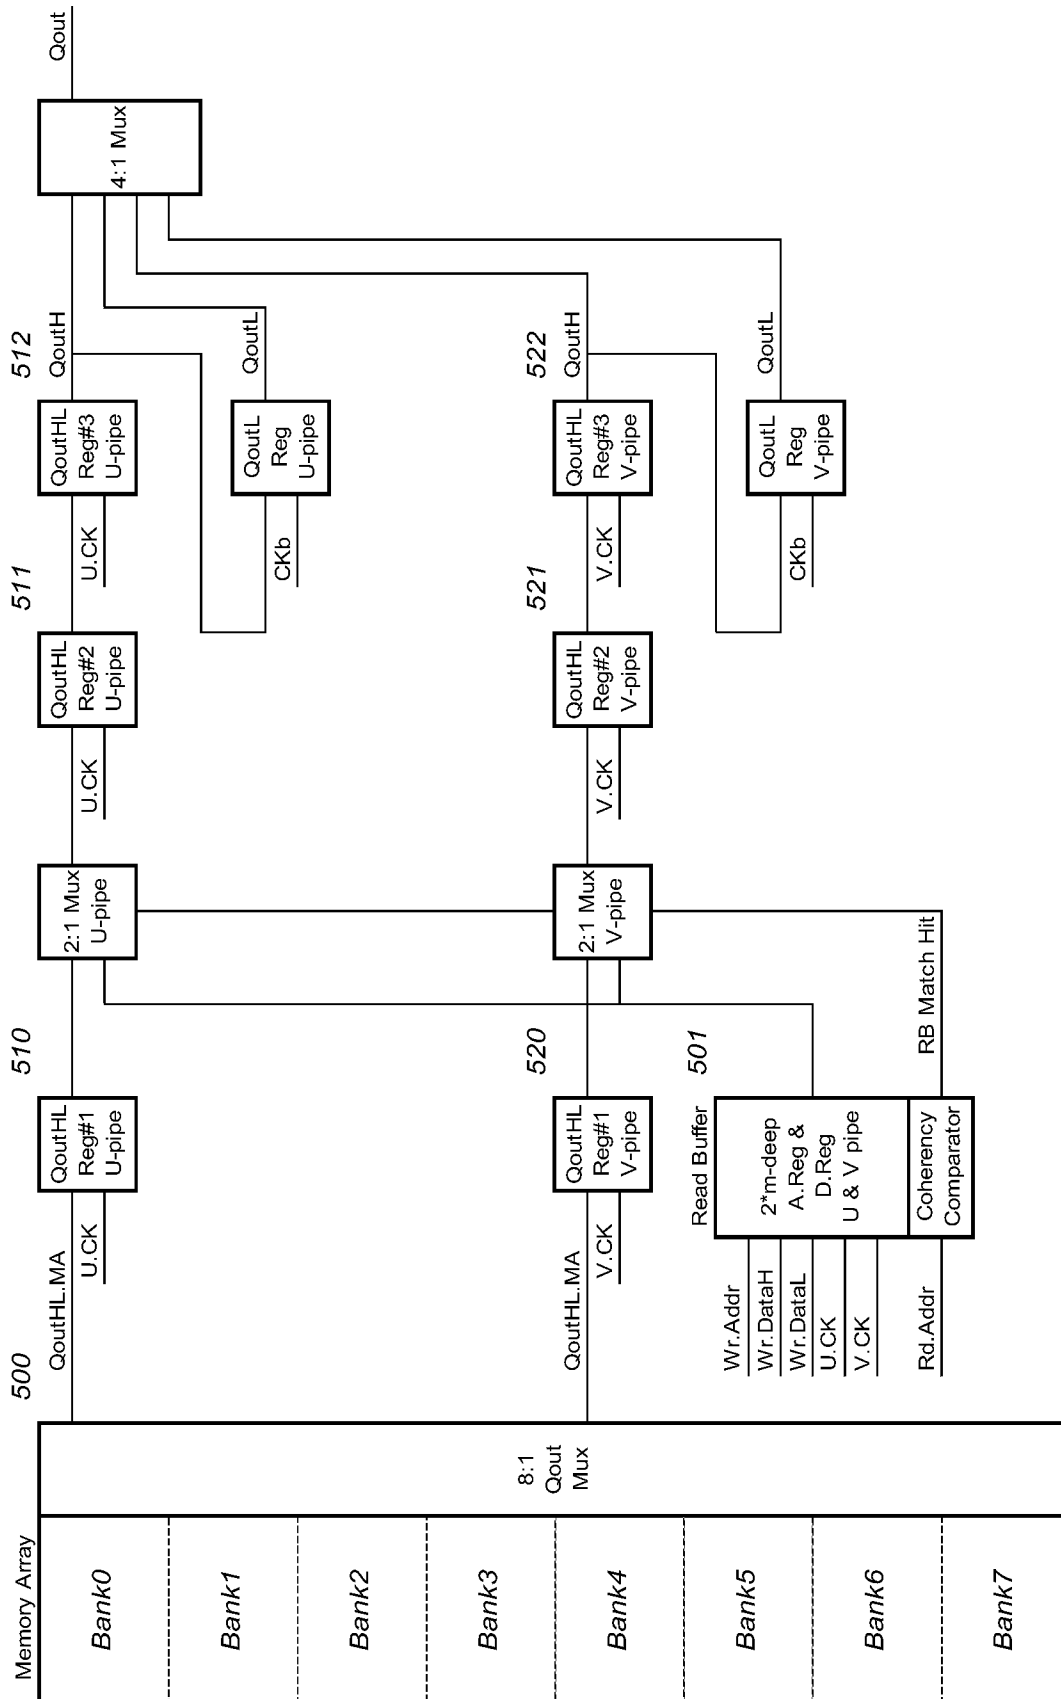 Memory Array
Bank0
Bank1
Bank2
Bank3
Bank4
Bank5
Bank6
Bank7
8:1
Qout
Mux
500
QoutHL.MA
U.CK
QoutHL
Reg#1
U-pipe
510
2:1 Mux
U-pipe
U.CK
QoutHL
Reg#2
U-pipe
511
U.CK
QoutHL
Reg#3
U-pipe
512
QoutH
CKb
QoutL
Reg
U-pipe
QoutL
4:1 Mux
Qout
QoutHL.MA
V.CK
QoutHL
Reg#1
V-pipe
520
2:1 Mux
V-pipe
V.CK
QoutHL
Reg#2
V-pipe
521
V.CK
QoutHL
Reg#3
V-pipe
522
QoutH
CKb
QoutL
Reg
V-pipe
QoutL
Read Buffer
501
Wr.Addr
Wr.DataH
Wr.DataL
U.CK
V.CK
Rd.Addr
2*m-deep
A.Reg &
D.Reg
U & V pipe
Coherency
Comparator
RB Match Hit